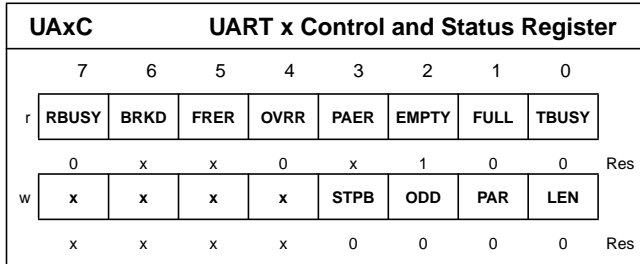 UAxC UART x Control and Status Register
7 6 5 4 3 2 1 0
r RBUSY BRKD FRER OVRR PAER EMPTY FULL TBUSY
0 x x 0 x 1 0 0 Res
w x x x x STPB ODD PAR LEN
x x x x 0 0 0 0 Res